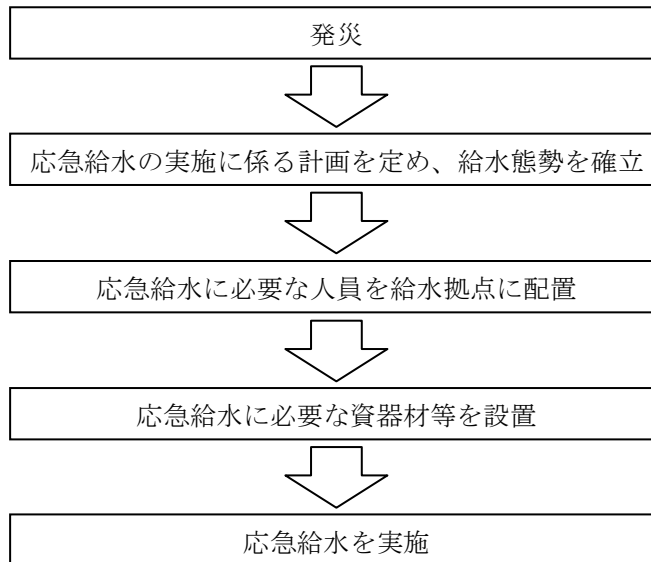 発災
応急給水の実施に係る計画を定め、給水態勢を確立
応急給水に必要な人員を給水拠点に配置
応急給水に必要な資器材等を設置
応急給水を実施